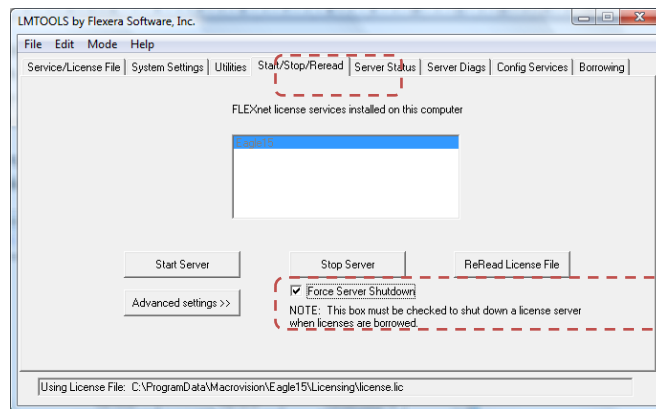 LMTOOLS by Flexera Software, Inc.
File Edit Mode Help
Service/License File System Settings Utilities Start/Stop/Reread Server Status Server Diags Config Services Borrowing
FLEXnet license services installed on this computer
Eagle15
Start Server Stop Server ReRead License File
Advanced settings >>
Force Server Shutdown
NOTE: This box must be checked to shut down a license server
when licenses are borrowed.
Using License File: C:\ProgramData\Macrovision\Eagle15\Licensing\license.lic